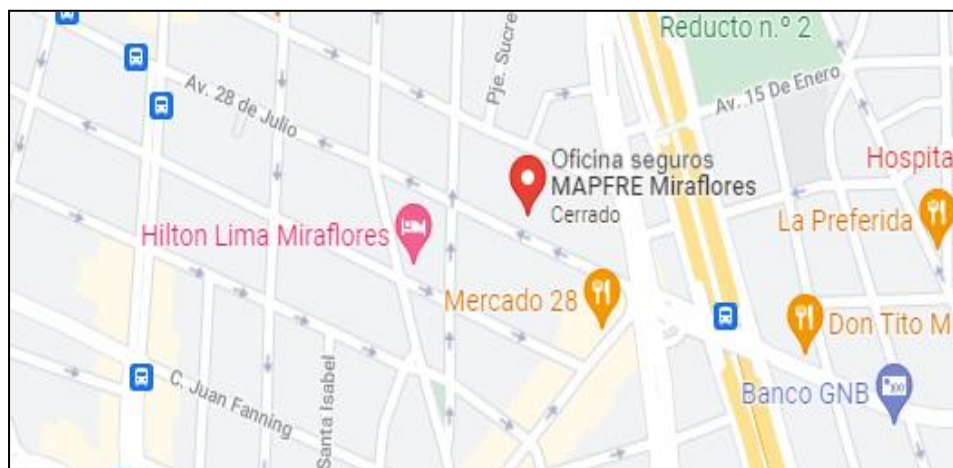 Reducto n.º 2
Pje. Sucre
Av. 28 de Julio
Av. 15 De Enero
Oficina seguros
MAPFRE Miraflores
Cerrado
Hospita
La Preferida
Hilton Lima Miraflores
Mercado 28
Don Tito M
Banco GNB
C. Juan Fanning
Santa Isabel